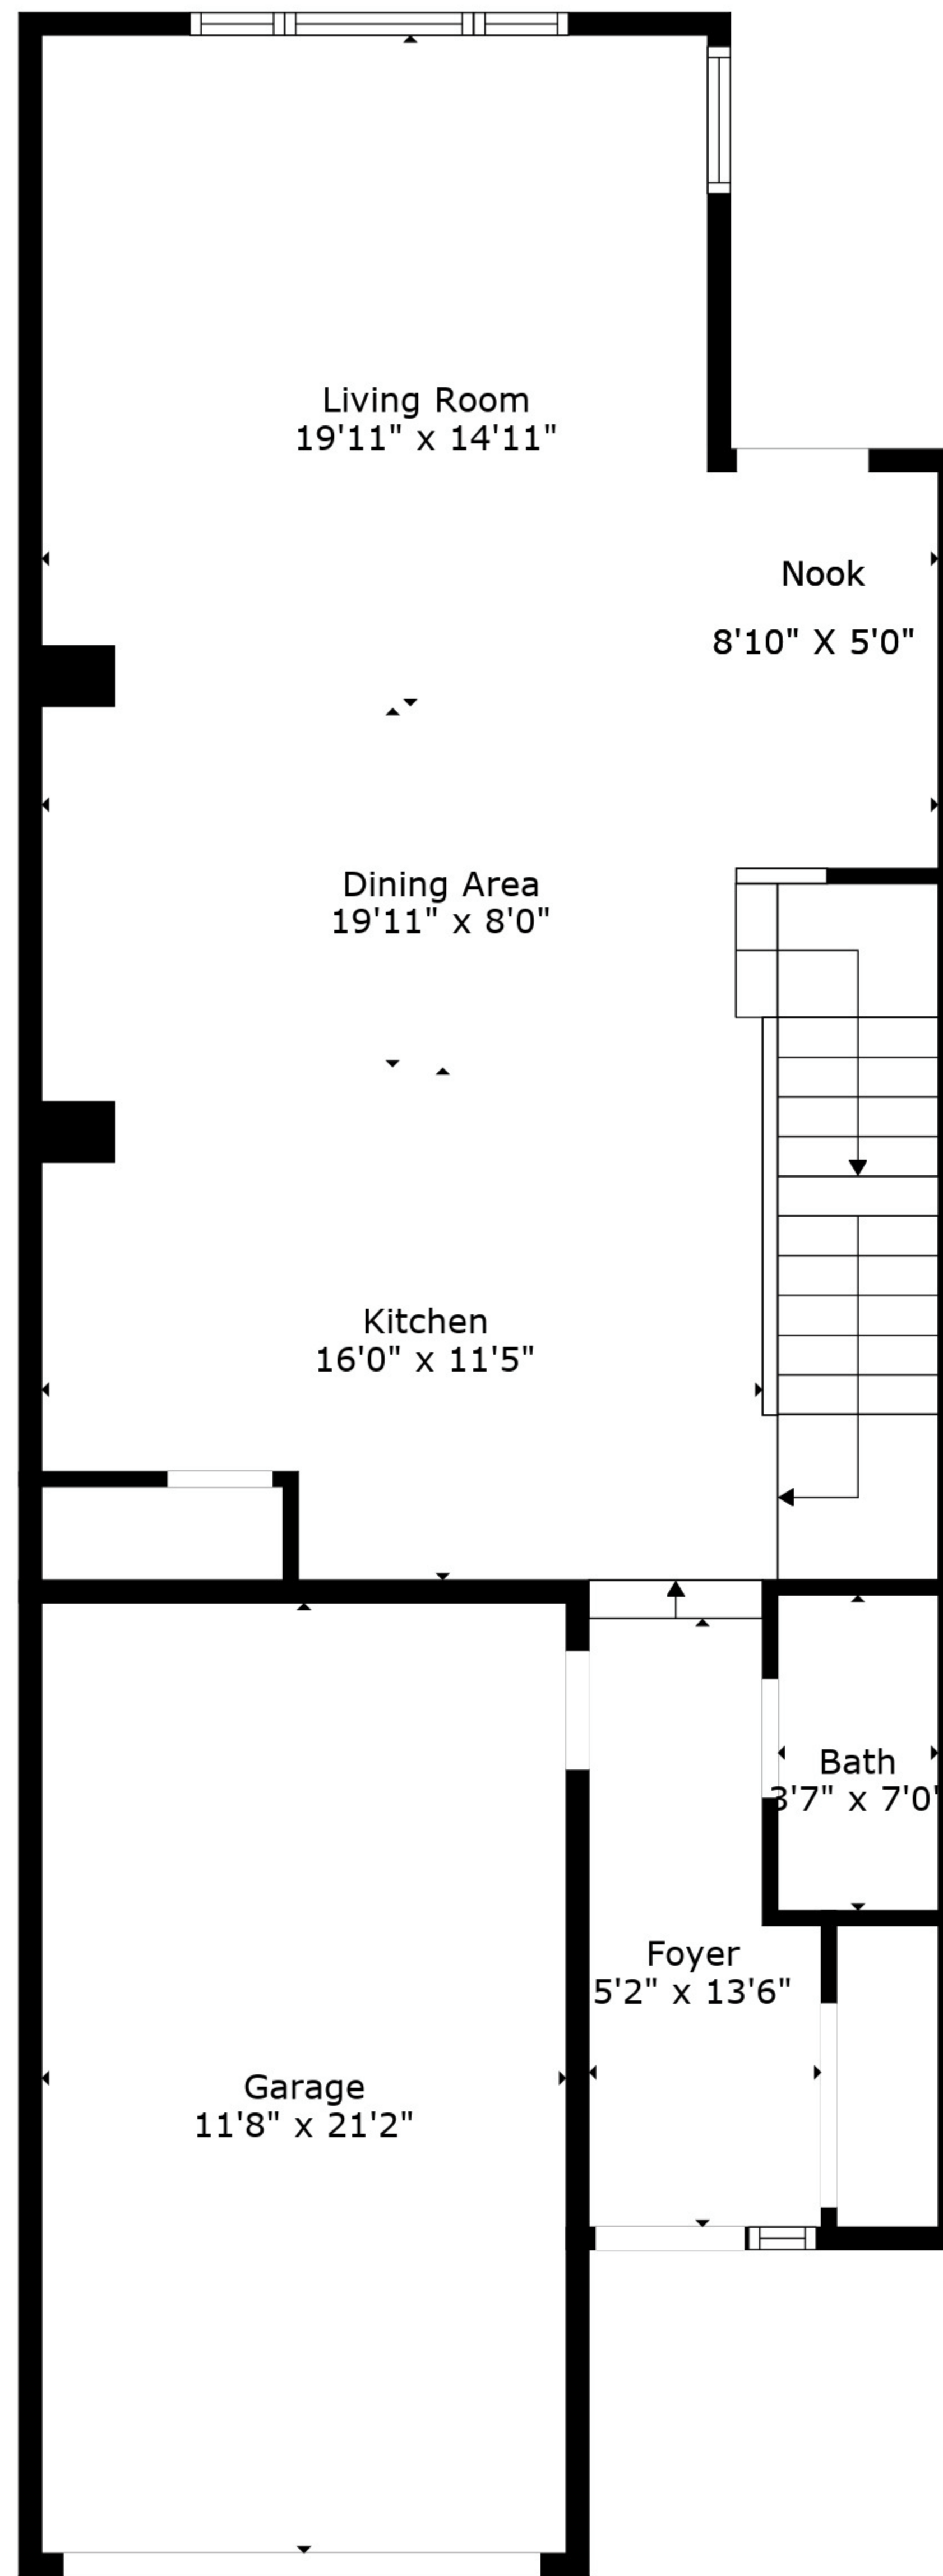 Living Room
19'11" x 14'11"
Nook
8'10" X 5'0"
Dining Area
19'11" x 8'0"
Kitchen
16'0" x 11'5"
Bath
3'7" x 7'0"
Foyer
5'2" x 13'6"
Garage
11'8" x 21'2"